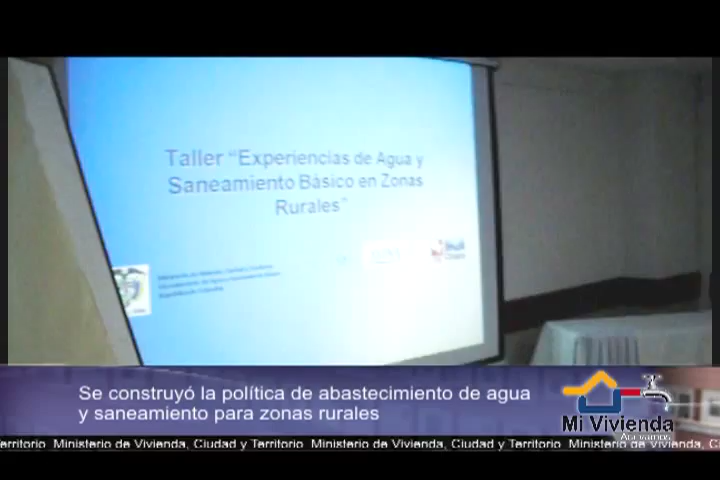 Taller “Experiencias de Agua y
Saneamiento Básico en Zonas
Rurales”
Se construyó la política de abastecimiento de agua
y saneamiento para zonas rurales
Mi Vivienda
Territorio Ministerio de Vivienda, Ciudad y Territorio Ministerio de Vivienda, Ciudad y Territorio Ministerio de Vivienda, Ci